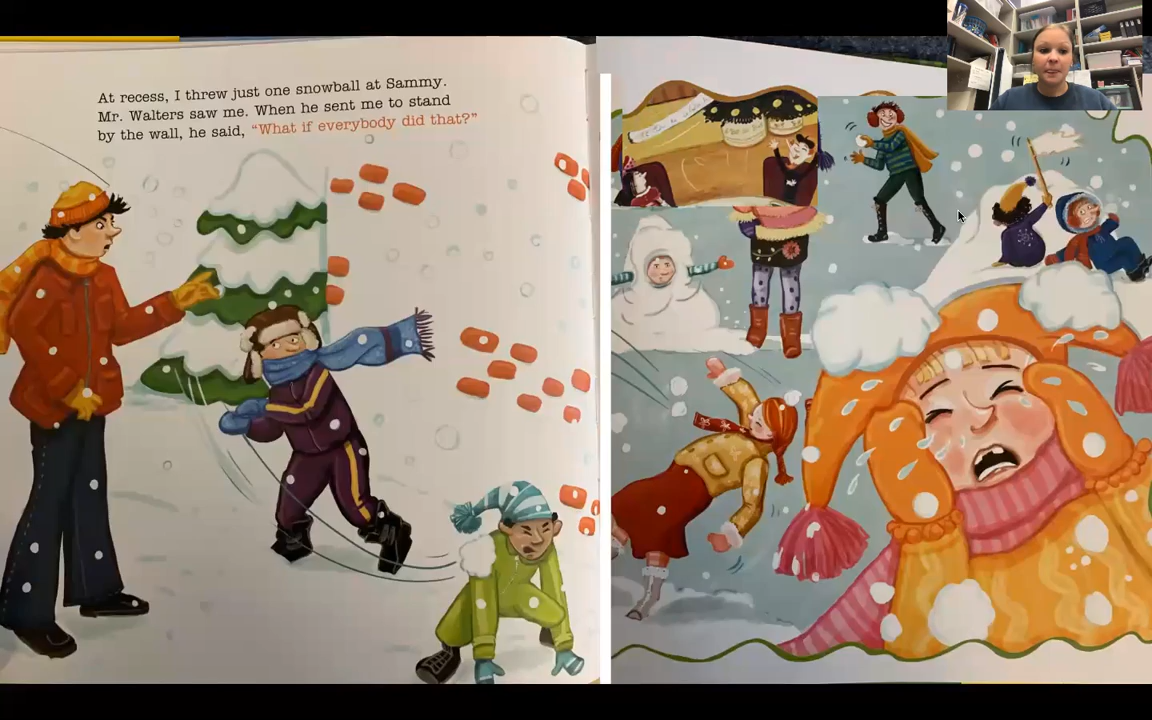 At recess, I threw just one snowball at Sammy.
Mr. Walters saw me. When he sent me to stand
by the wall, he said, “What if everybody did that?”